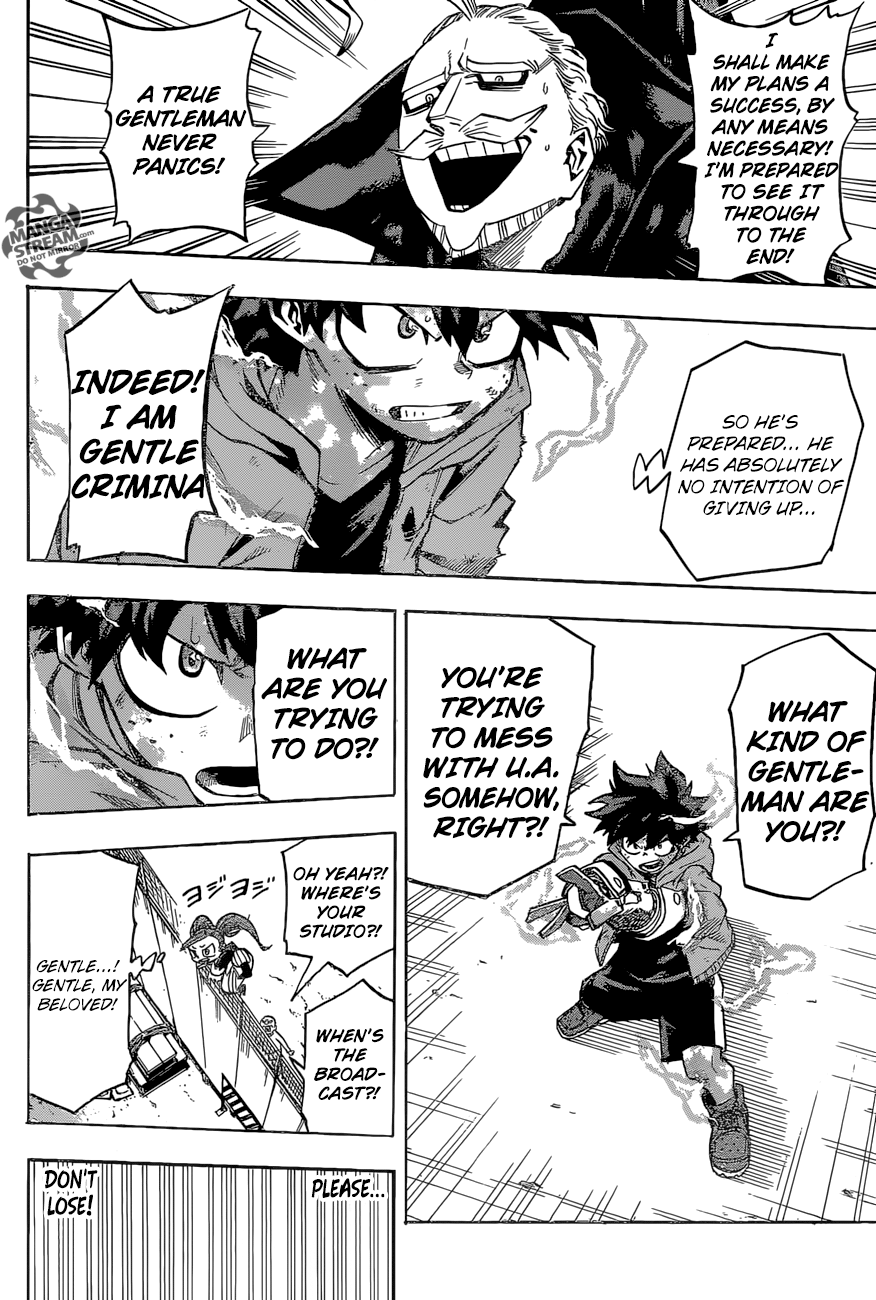 I
SHALL MAKE
MY PLANS A
SUCCESS, BY
ANY MEANS
NECESSARY!
I'M PREPARED
TO SEE IT
THROUGH
TO THE
END!
A TRUE
GENTLEMAN
NEVER
PANICS!
MANGA
STREAM.com
DO NOT MIRROR
SO HE'S
PREPARED... HE
HAS ABSOLUTELY
NO INTENTION OF
GIVING UP...
INDEED!
I AM
GENTLE
CRIMINA
WHAT
KIND OF
GENTLE-
MAN ARE
YOU?!
YOU'RE
TRYING
TO MESS
WITH U.A.
SOMEHOW,
RIGHT?!
WHAT
ARE YOU
TRYING
TO DO?!
OH YEAH?!
WHERE'S
YOUR
STUDIO?!
ヨジヨジ
WHEN'S
THE
BROAD-
CAST?!
GENTLE...!
GENTLE, MY
BELOVED!
PLEASE...
DON'T
LOSE!